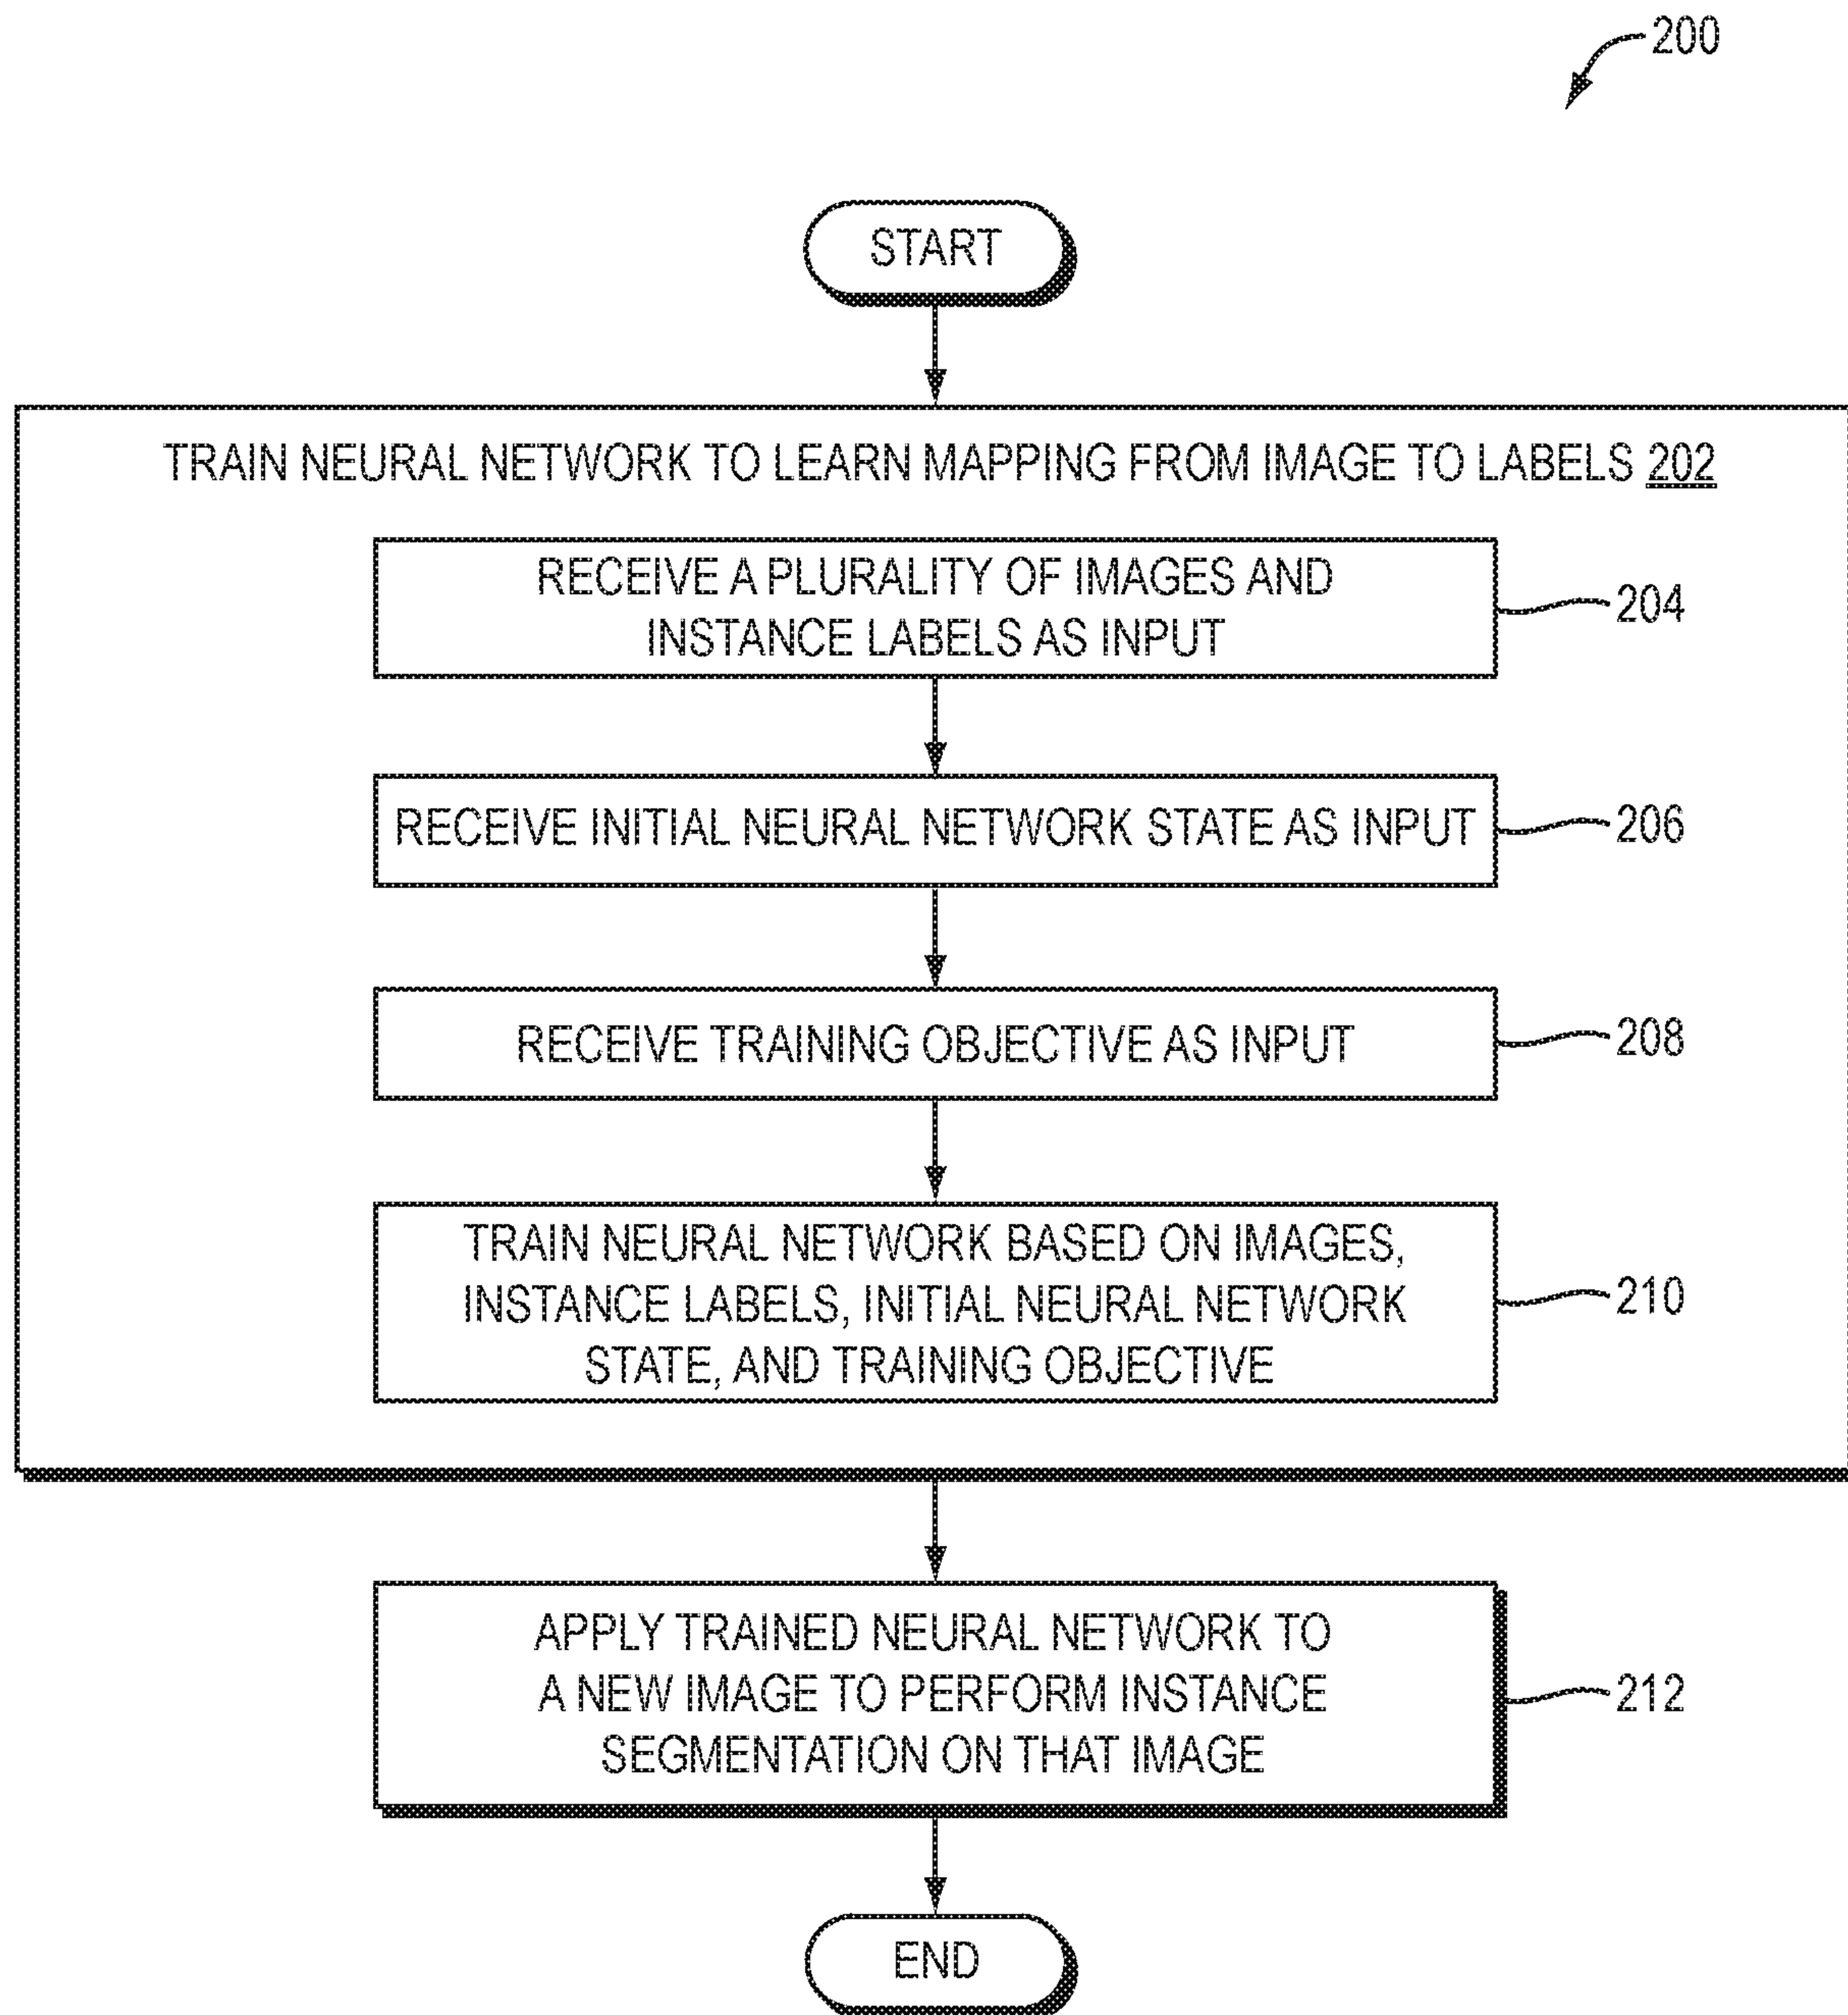 200
START
TRAIN NEURAL NETWORK TO LEARN MAPPING FROM IMAGE TO LABELS 202
RECEIVE A PLURALITY OF IMAGES AND
INSTANCE LABELS AS INPUT
204
RECEIVE INITIAL NEURAL NETWORK STATE AS INPUT
206
RECEIVE TRAINING OBJECTIVE AS INPUT
208
TRAIN NEURAL NETWORK BASED ON IMAGES,
INSTANCE LABELS, INITIAL NEURAL NETWORK
STATE, AND TRAINING OBJECTIVE
210
APPLY TRAINED NEURAL NETWORK TO
A NEW IMAGE TO PERFORM INSTANCE
SEGMENTATION ON THAT IMAGE
212
END